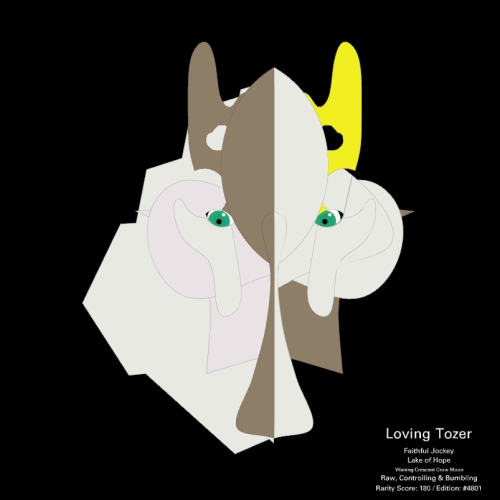 Loving Tozer
Faithful Jockey
Lake of Hope
Waning Crescent Crow Moon
Raw, Controlling & Bumbling
Rarity Score: 180 / Edition: #4801